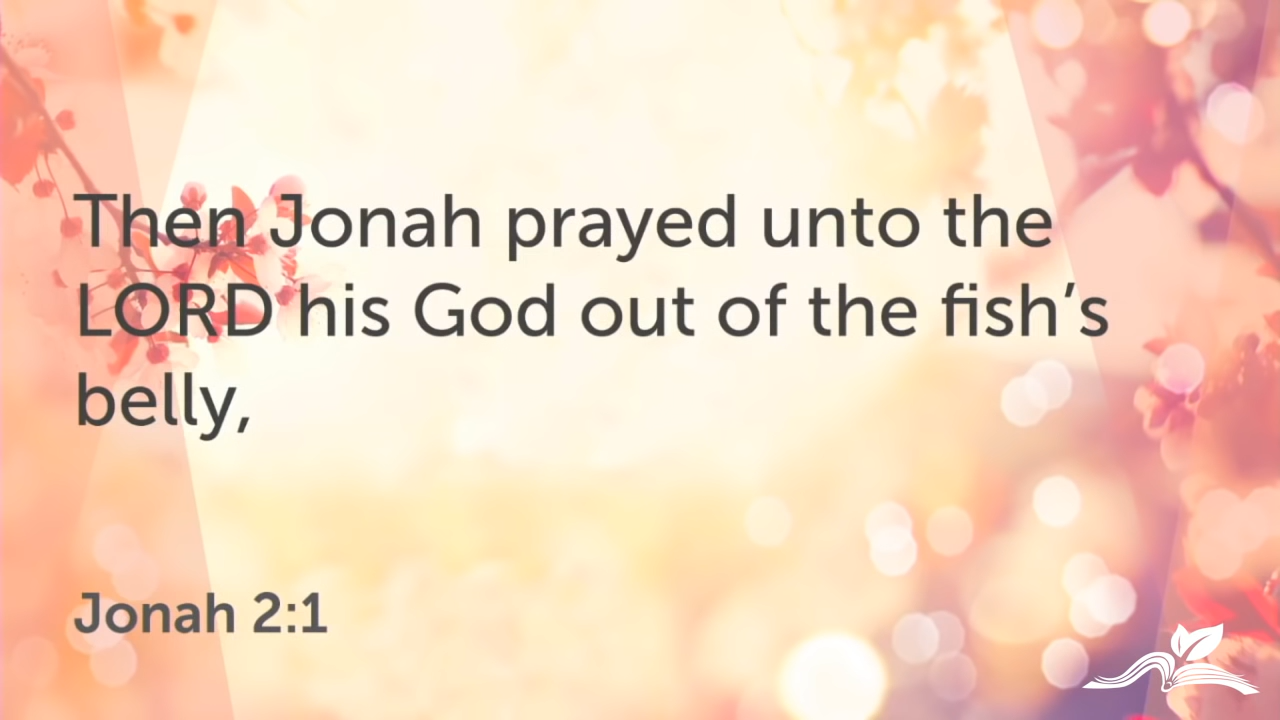 Then Jonah prayed unto the
LORD his God out of the fish’s
belly,
Jonah 2:1